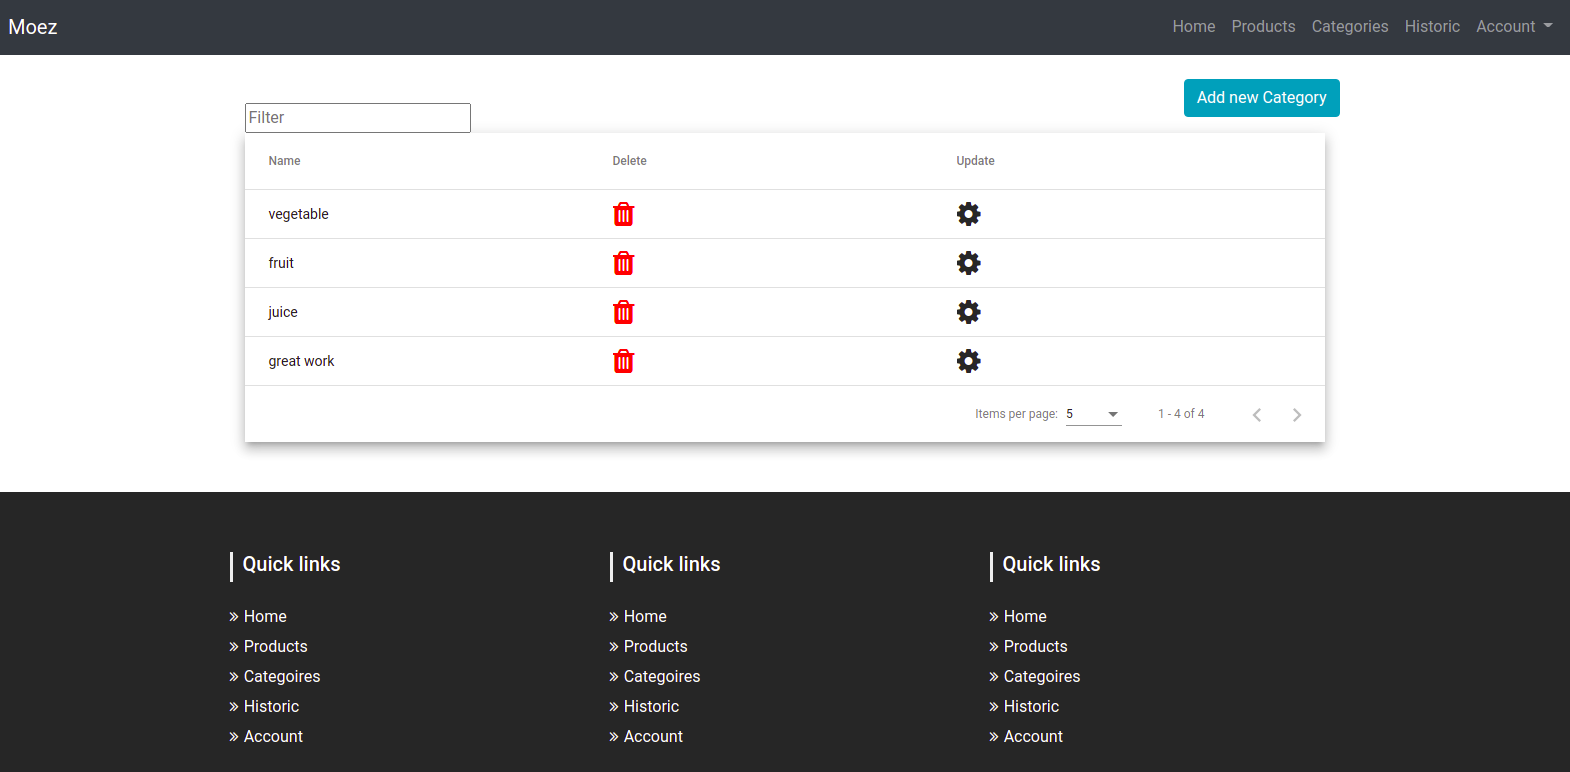 Moez Home Products Categories Historic Account
Add new Category
Filter
Name Delete Update
vegetable
fruit
juice
great work
Items per page: 5 1 - 4 of 4
Quick links Quick links Quick links
» Home » Home » Home
» Products » Products » Products
» Categoires » Categoires » Categoires
» Historic » Historic » Historic
» Account » Account » Account